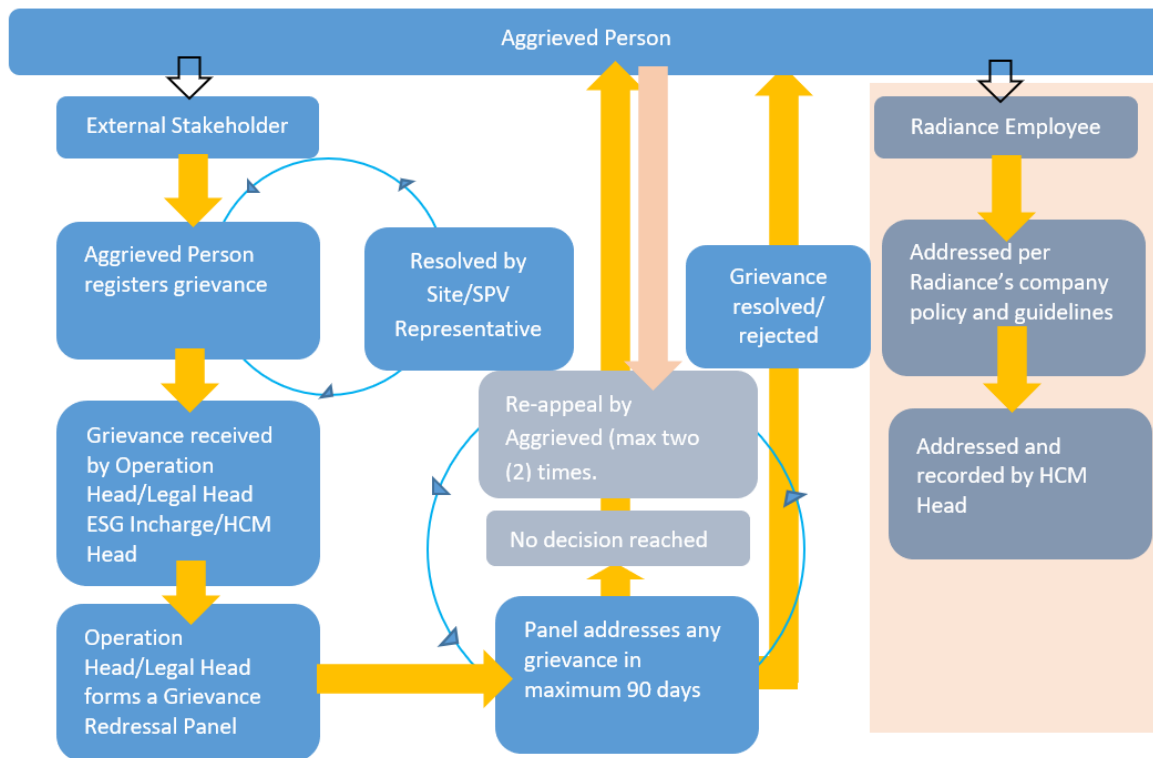 Aggrieved Person
External Stakeholder
Aggrieved Person
registers grievance
Resolved by
Site/SPV
Representative
Grievance received
by Operation
Head/Legal Head
ESG Incharge/HCM
Head
Operation
Head/Legal Head
forms a Grievance
Redressal Panel
Panel addresses any
grievance in
maximum 90 days
No decision reached
Re-appeal by
Aggrieved (max two
(2) times.
Grievance
resolved/
rejected
Radiance Employee
Addressed per
Radiance’s company
policy and guidelines
Addressed and
recorded by HCM
Head